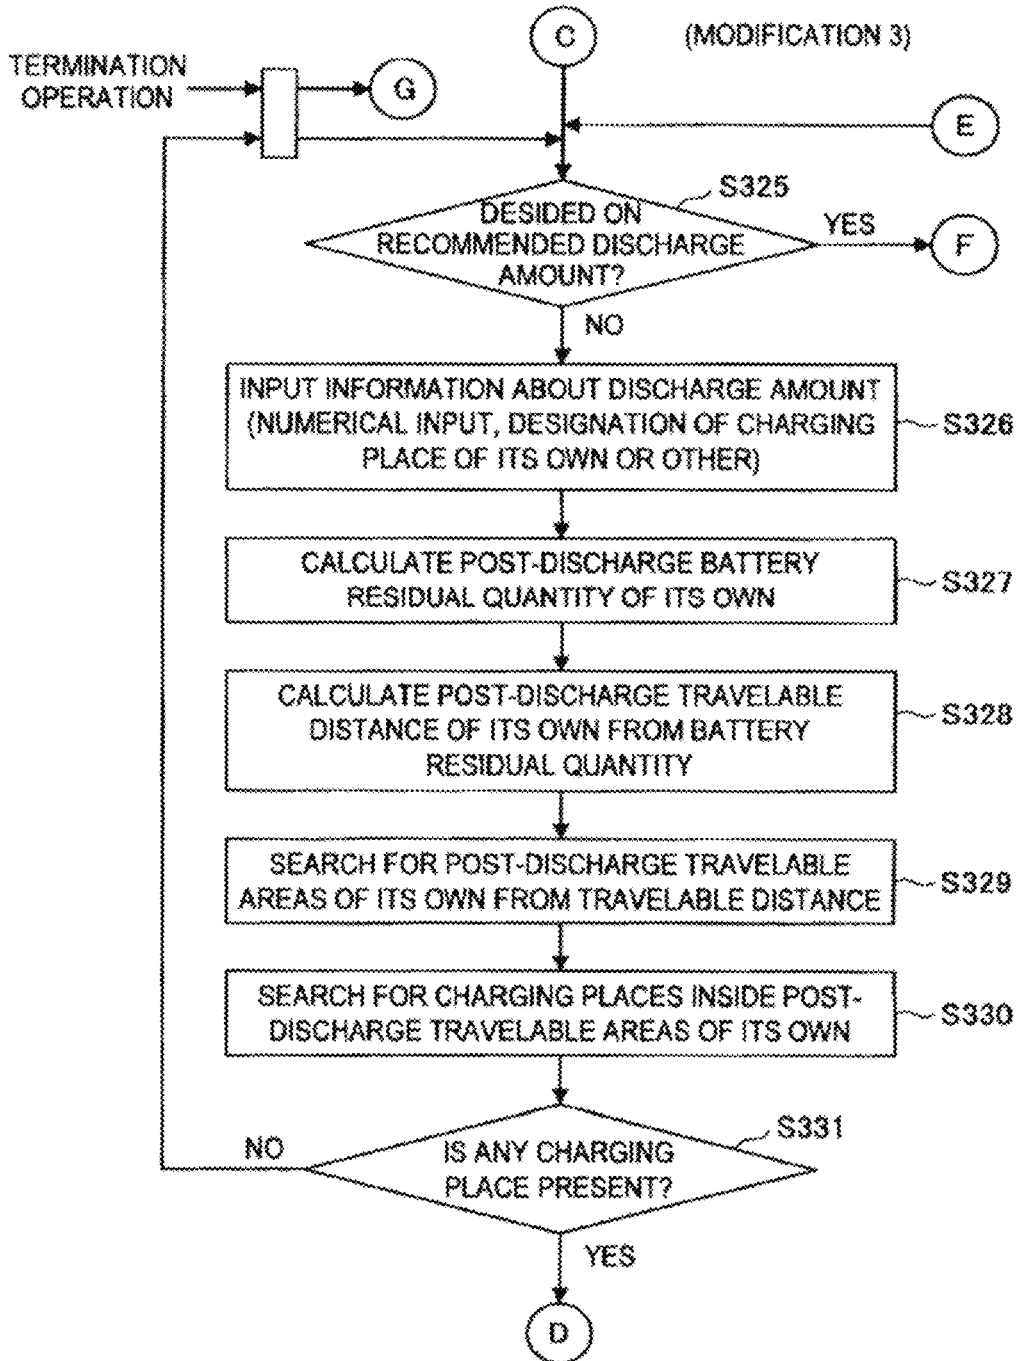 C
(MODIFICATION 3)
TERMINATION
OPERATION
G
E
S325
DESIDED ON
RECOMMENDED DISCHARGE
AMOUNT?
YES
F
NO
INPUT INFORMATION ABOUT DISCHARGE AMOUNT
(NUMERICAL INPUT, DESIGNATION OF CHARGING
PLACE OF ITS OWN OR OTHER)
S326
CALCULATE POST-DISCHARGE BATTERY
RESIDUAL QUANTITY OF ITS OWN
S327
CALCULATE POST-DISCHARGE TRAVELABLE
DISTANCE OF ITS OWN FROM BATTERY
RESIDUAL QUANTITY
S328
SEARCH FOR POST-DISCHARGE TRAVELABLE
AREAS OF ITS OWN FROM TRAVELABLE DISTANCE
S329
SEARCH FOR CHARGING PLACES INSIDE POST-
DISCHARGE TRAVELABLE AREAS OF ITS OWN
S330
S331
NO
IS ANY CHARGING
PLACE PRESENT?
YES
D